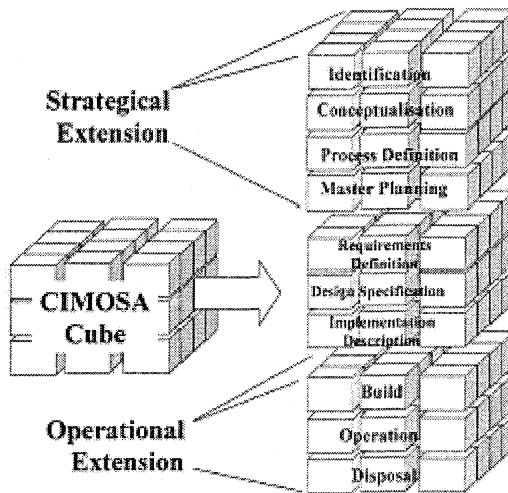 Strategical
Extension
Identification
Conceptualisation
Process Definition
Master Planning
CIMOSA
Cube
Requirements
Definition
Design Specification
Implementation
Description
Operational
Extension
Build
Operation
Disposal